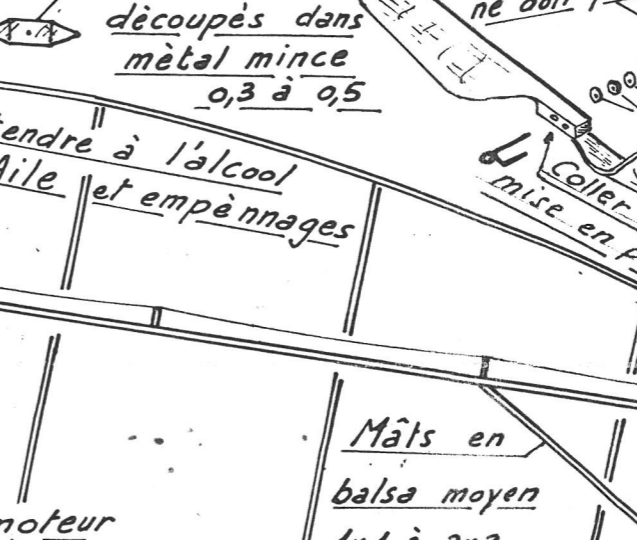 découpès dans
mètal mince
0,3 à 0,5
ne doit
tendre à l'alcool
Aile et empènnages
Coller
mise en
Mâts en
balsa moyen
moteur